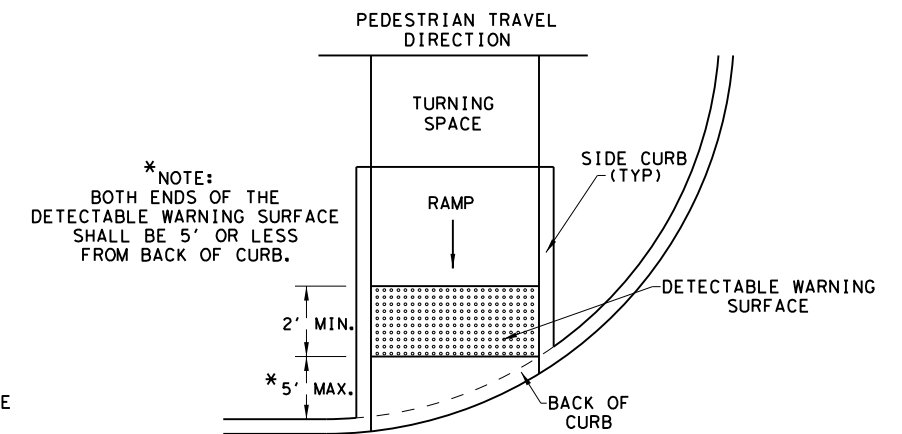 PEDESTRIAN TRAVEL
DIRECTION
TURNING
SPACE
SIDE CURB
(TYP)
*NOTE:
BOTH ENDS OF THE
DETECTABLE WARNING SURFACE
SHALL BE 5' OR LESS
FROM BACK OF CURB.
RAMP
DETECTABLE WARNING
SURFACE
2' MIN.
*5' MAX.
BACK OF
CURB
E